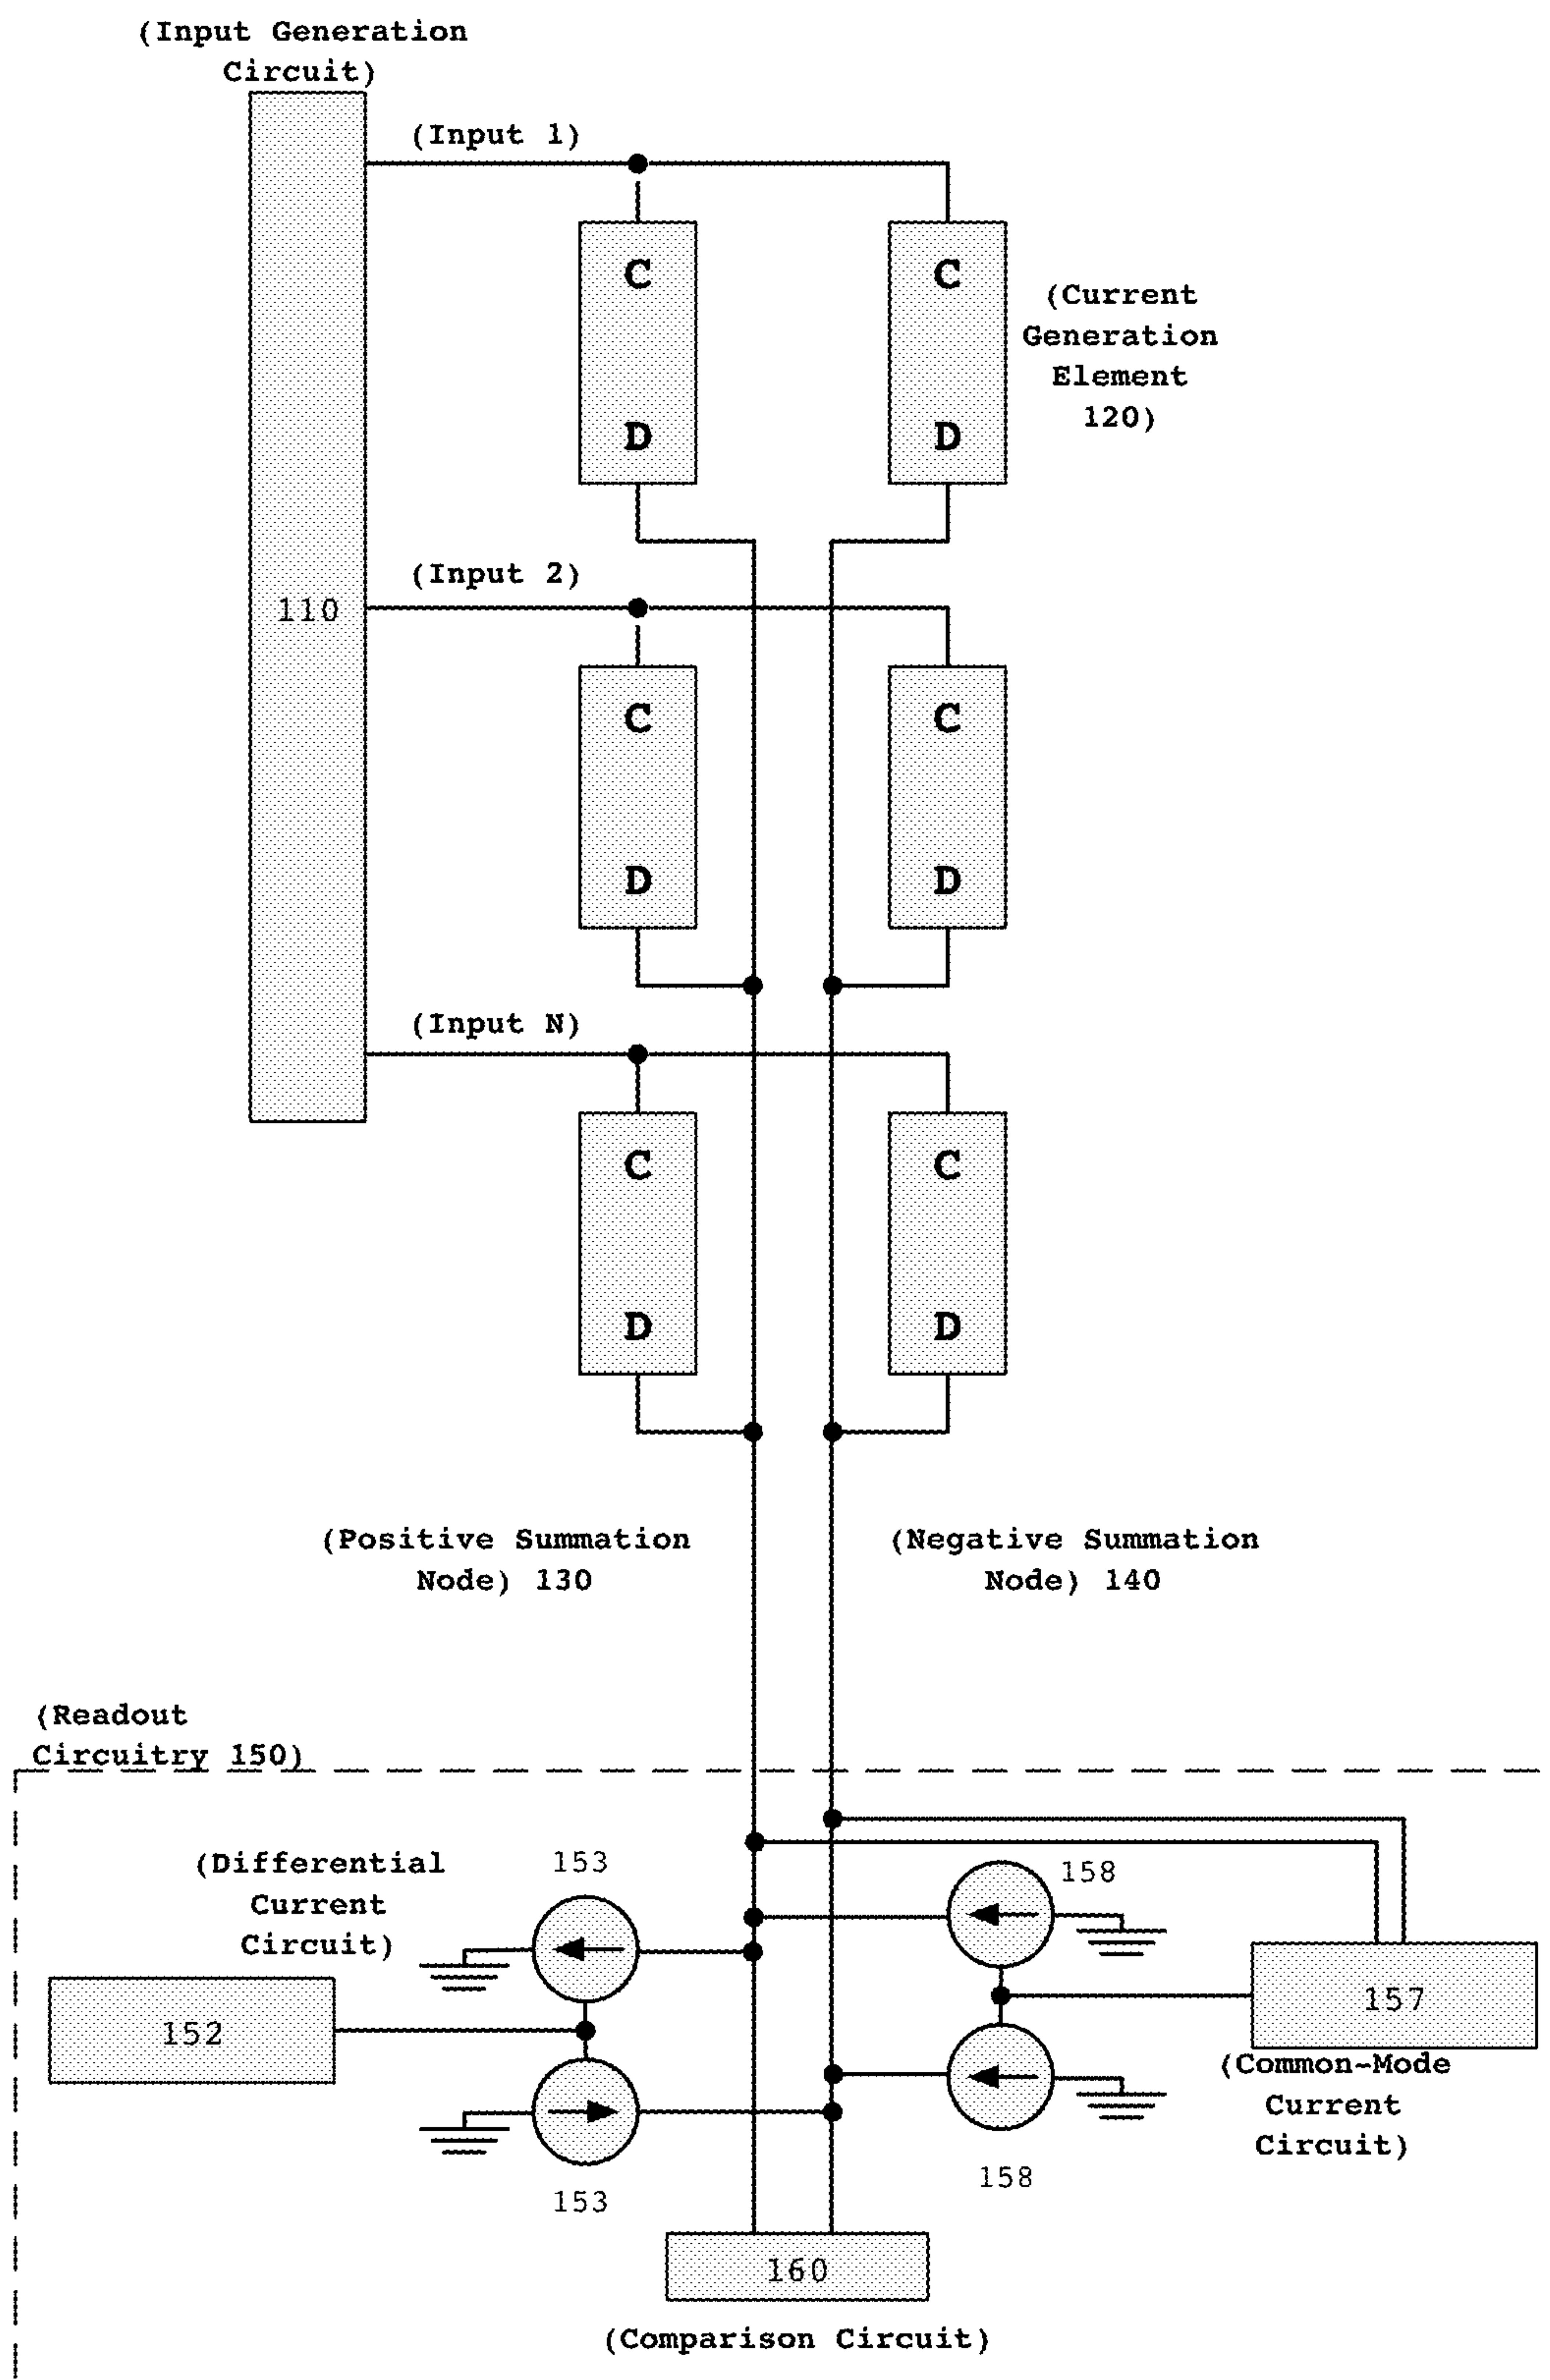 (Input Generation
Circuit)
(Input 1)
C
C
(Current
Generation
Element
120)
D
D
(Input 2)
110
C
C
D
D
(Input N)
C
C
D
D
(Positive Summation
Node) 130
(Negative Summation
Node) 140
(Readout
Circuitry 150)
(Differential
Current
Circuit)
153
158
152
157
(Common-Mode
Current
Circuit)
153
158
160
(Comparison Circuit)